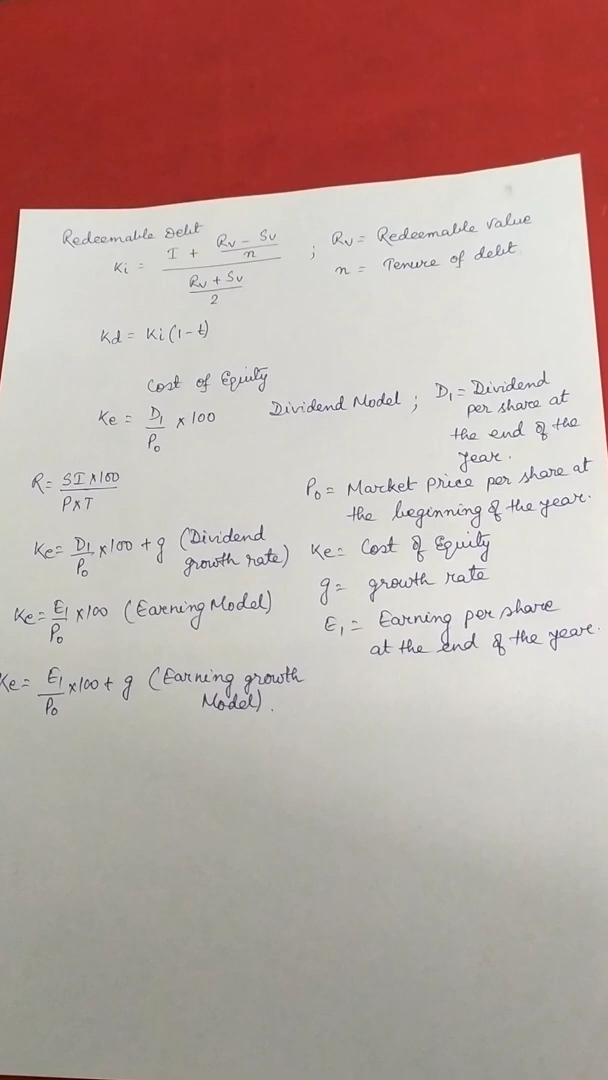 Redeemable Debt
Ki = (I + (Rv - Sv)/n) / ((Rv + Sv)/2) ; Rv = Redeemable value
n = Tenure of debt
Kd = Ki(1-t)
Cost of Equity
Ke = D1/P0 x 100 Dividend Model ; D1 = Dividend
per share at
the end of the
year.
R = SI x 100 / P x T
P0 = Market price per share at
the beginning of the year.
Ke = D1/P0 x 100 + g (Dividend
growth rate)
Ke = Cost of Equity
g = growth rate
Ke = E1/P0 x 100 (Earning Model)
E1 = Earning per share
at the end of the year.
Ke = E1/P0 x 100 + g (Earning growth
Model).